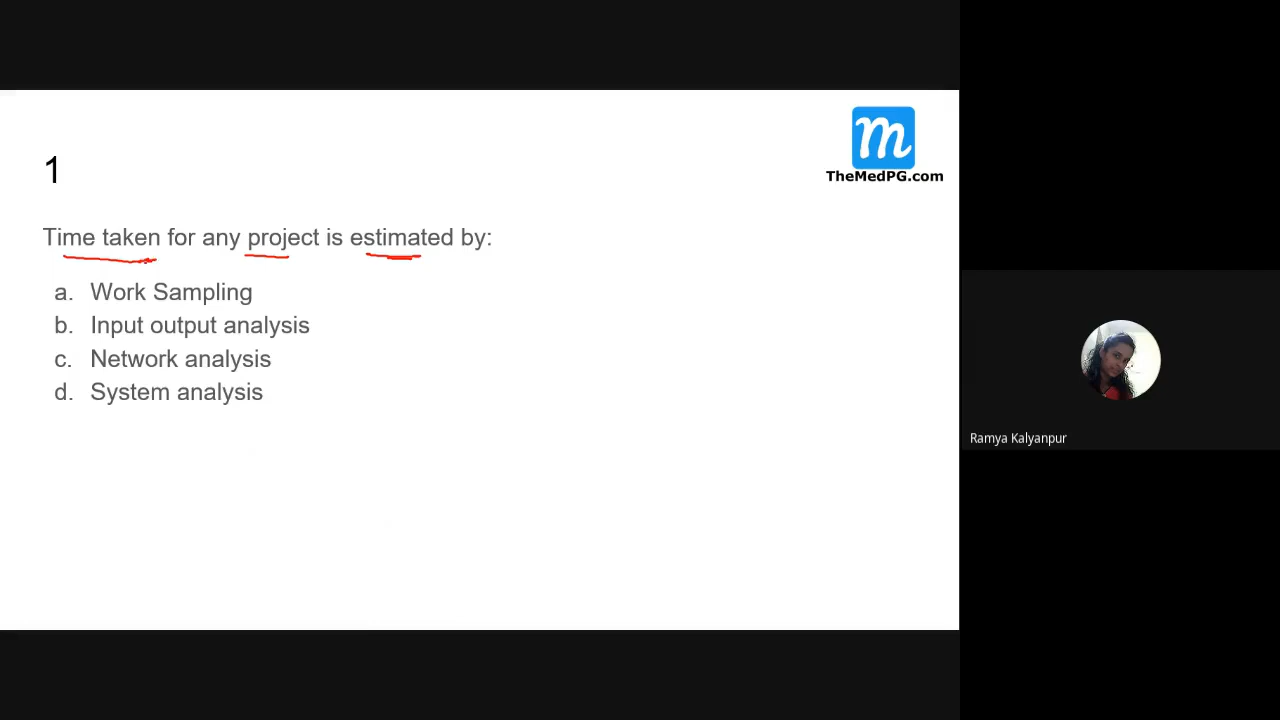 m
TheMedPG.com
1
Time taken for any project is estimated by:
a. Work Sampling
b. Input output analysis
c. Network analysis
d. System analysis
Ramya Kalyanpur